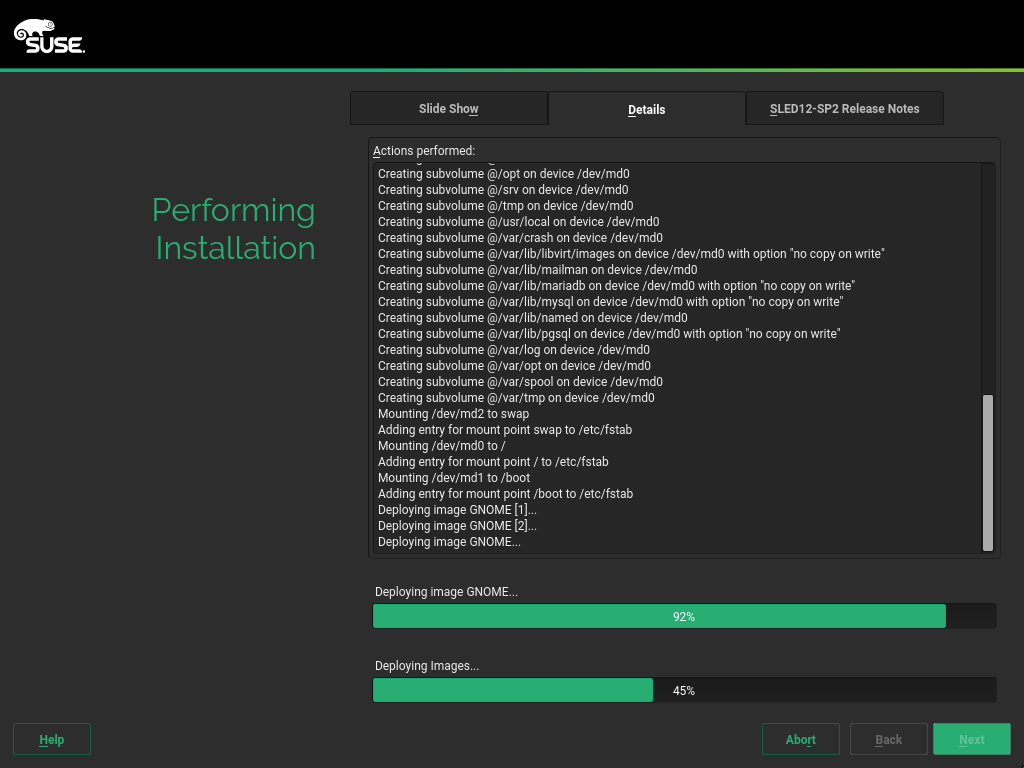 SUSE.
Slide Show
Details
SLED12-SP2 Release Notes
Performing
Installation
Actions performed:
Creating subvolume @/opt on device /dev/md0
Creating subvolume @/srv on device /dev/md0
Creating subvolume @/tmp on device /dev/md0
Creating subvolume @/usr/local on device /dev/md0
Creating subvolume @/var/crash on device /dev/md0
Creating subvolume @/var/lib/libvirt/images on device /dev/md0 with option "no copy on write"
Creating subvolume @/var/lib/mailman on device /dev/md0
Creating subvolume @/var/lib/mariadb on device /dev/md0 with option "no copy on write"
Creating subvolume @/var/lib/mysql on device /dev/md0 with option "no copy on write"
Creating subvolume @/var/lib/named on device /dev/md0
Creating subvolume @/var/lib/pgsql on device /dev/md0 with option "no copy on write"
Creating subvolume @/var/log on device /dev/md0
Creating subvolume @/var/opt on device /dev/md0
Creating subvolume @/var/spool on device /dev/md0
Creating subvolume @/var/tmp on device /dev/md0
Mounting /dev/md2 to swap
Adding entry for mount point swap to /etc/fstab
Mounting /dev/md0 to /
Adding entry for mount point / to /etc/fstab
Mounting /dev/md1 to /boot
Adding entry for mount point /boot to /etc/fstab
Deploying image GNOME [1]...
Deploying image GNOME [2]...
Deploying image GNOME...
Deploying image GNOME...
92%
Deploying Images...
45%
Help
Abort
Back
Next